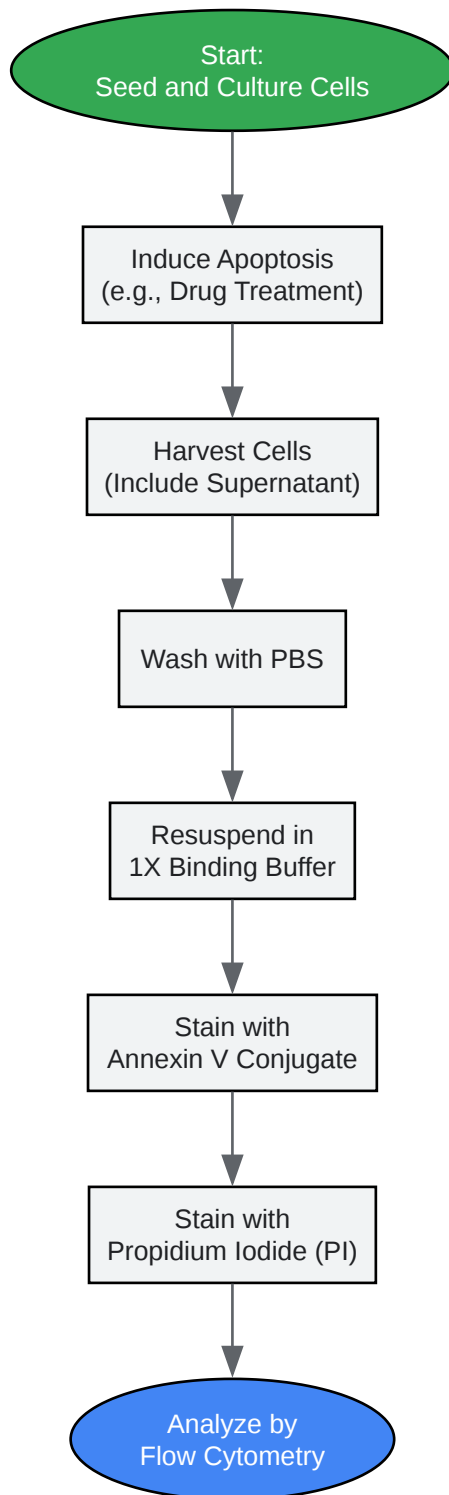 Start:
Seed and Culture Cells
Induce Apoptosis
(e.g., Drug Treatment)
Harvest Cells
(Include Supernatant)
Wash with PBS
Resuspend in
1X Binding Buffer
Stain with
Annexin V Conjugate
Stain with
Propidium Iodide (PI)
Analyze by
Flow Cytometry